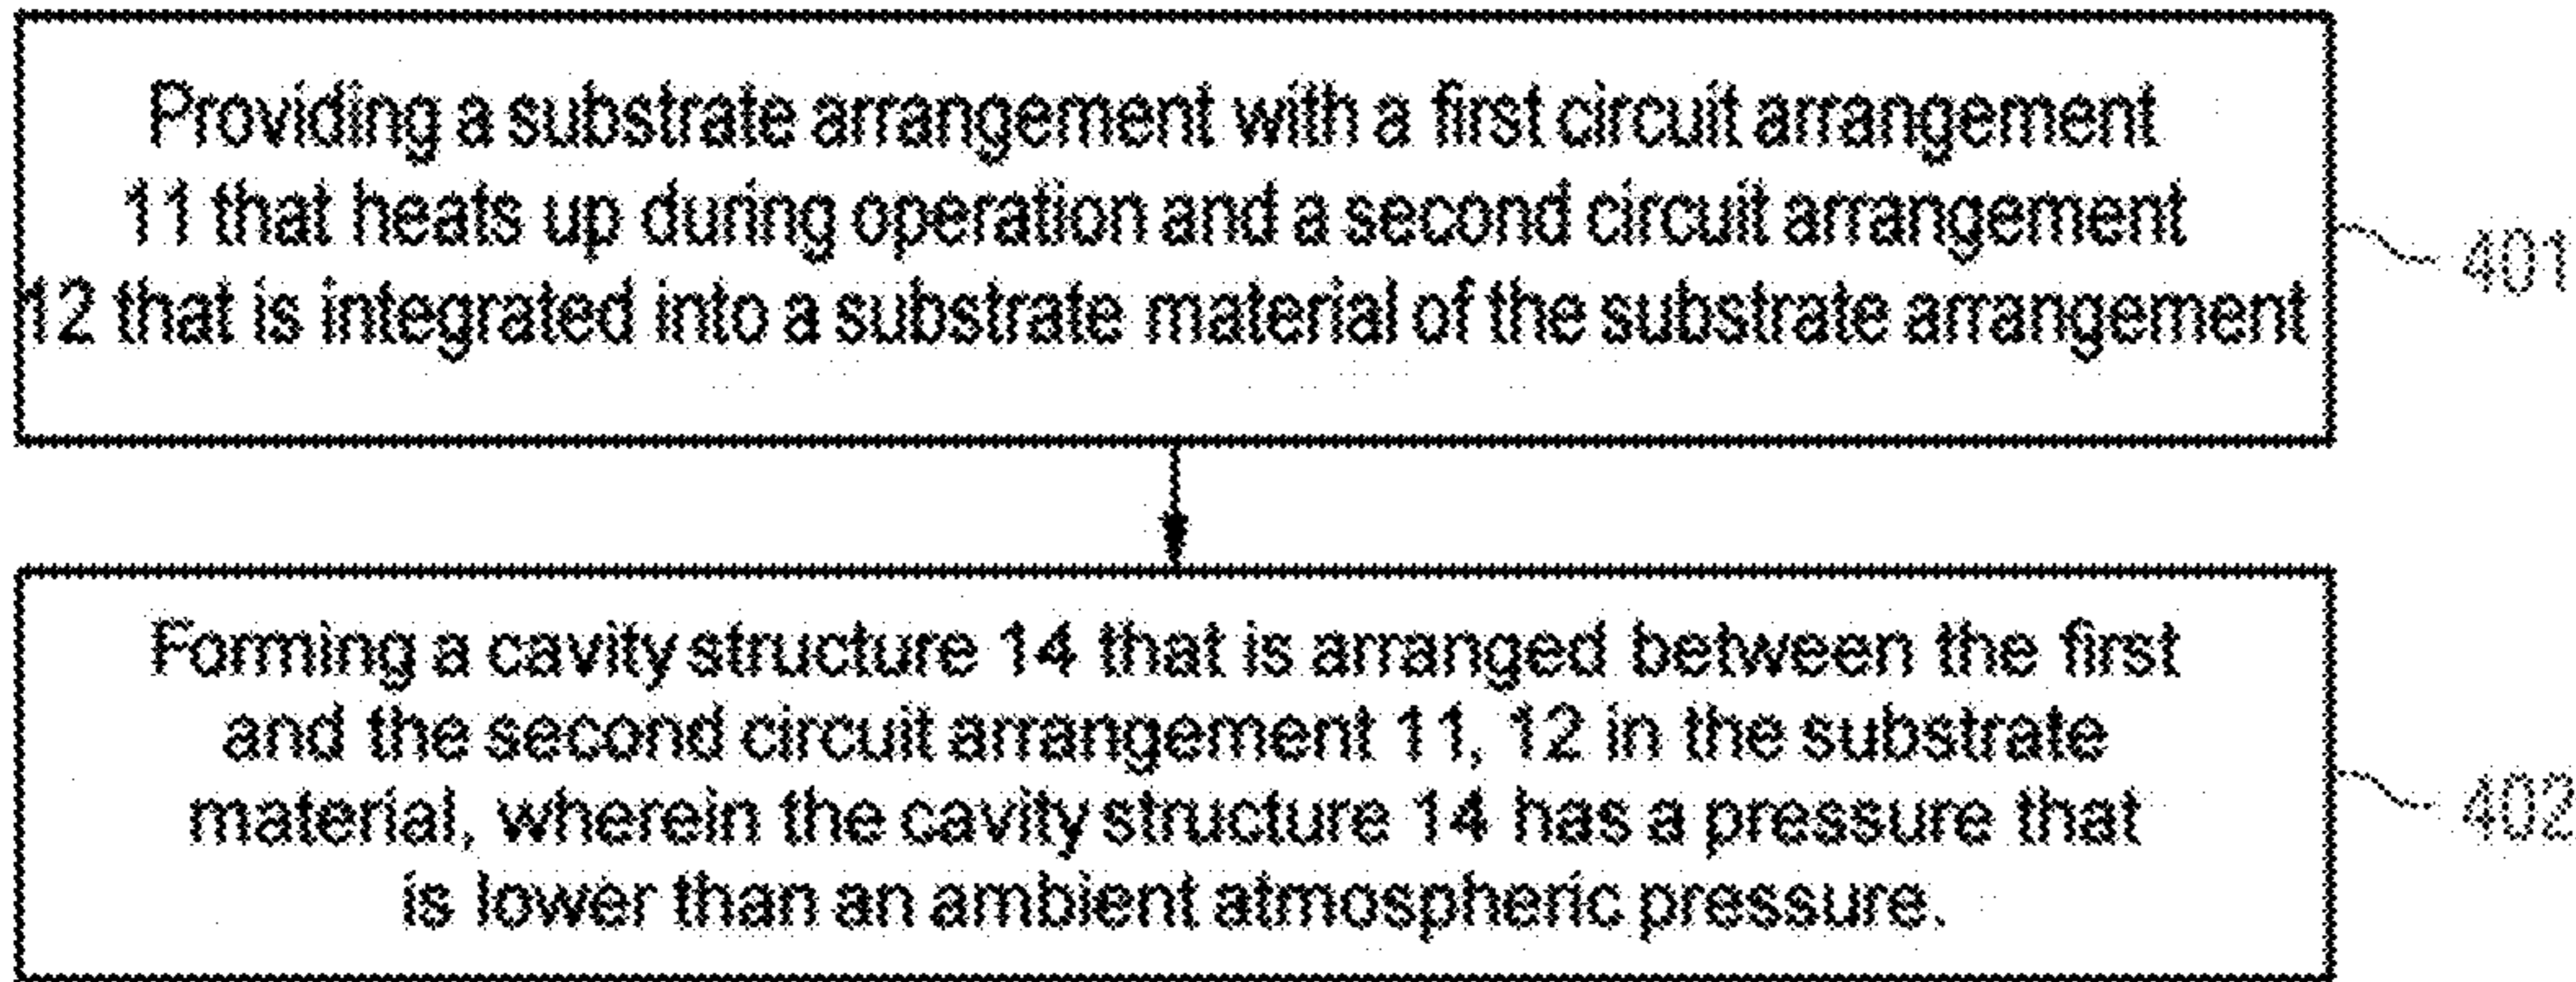 Providing a substrate arrangement with a first circuit arrangement
11 that heats up during operation and a second circuit arrangement
12 that is integrated into a substrate material of the substrate arrangement
401
Forming a cavity structure 14 that is arranged between the first
and the second circuit arrangement 11, 12 in the substrate
material, wherein the cavity structure 14 has a pressure that
is lower than an ambient atmospheric pressure.
402